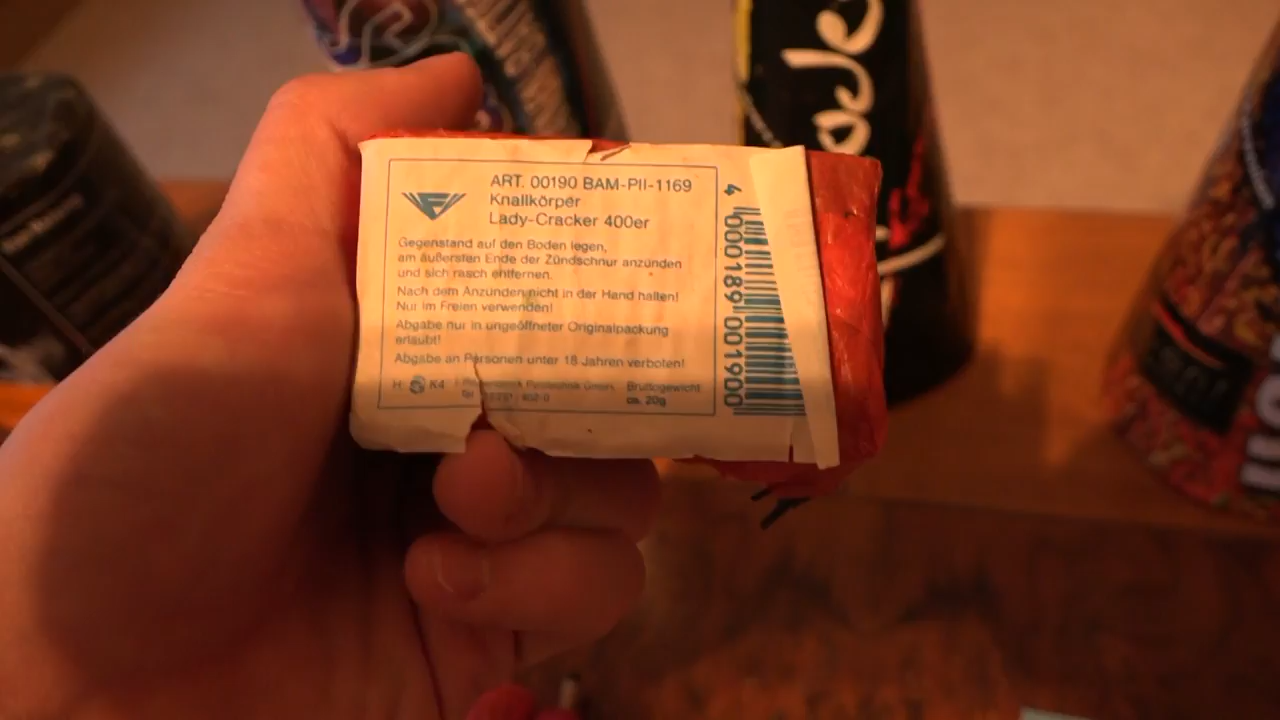 ART. 00190 BAM-PII-1169
Knallkörper
Lady-Cracker 400er
Gegenstand auf den Boden legen,
am äußersten Ende der Zündschnur anzünden
und sich rasch entfernen.
Nach dem Anzünden nicht in der Hand halten!
Nur im Freien verwenden!
Abgabe nur in ungeöffneter Originalpackung
erlaubt!
Abgabe an Personen unter 18 Jahren verboten!
H: K4
GmbH
Bruttogewicht:
ca. 20g
4 000189 001900